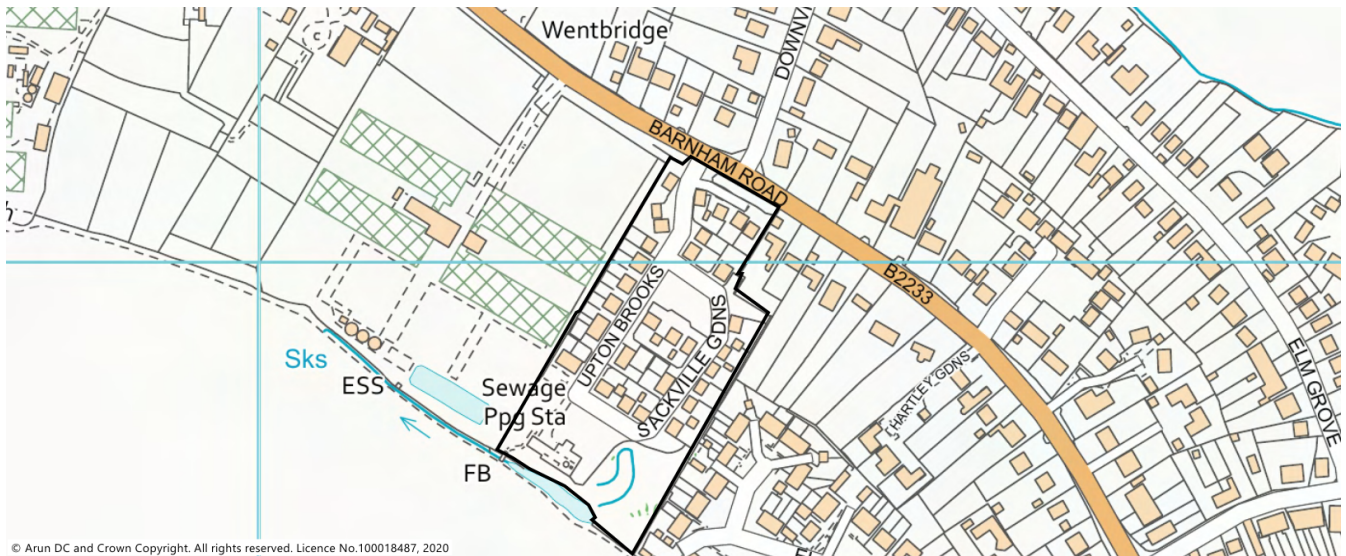 Wentbridge
DOWNVI
BARNHAM ROAD
B2233
UPTON BROOKS
SACKVILLE GDNS
HARTLEY GDNS
ELM GROVE
Sks
ESS
Sewage
Ppg Sta
FB
© Arun DC and Crown Copyright. All rights reserved. Licence No.100018487, 2020